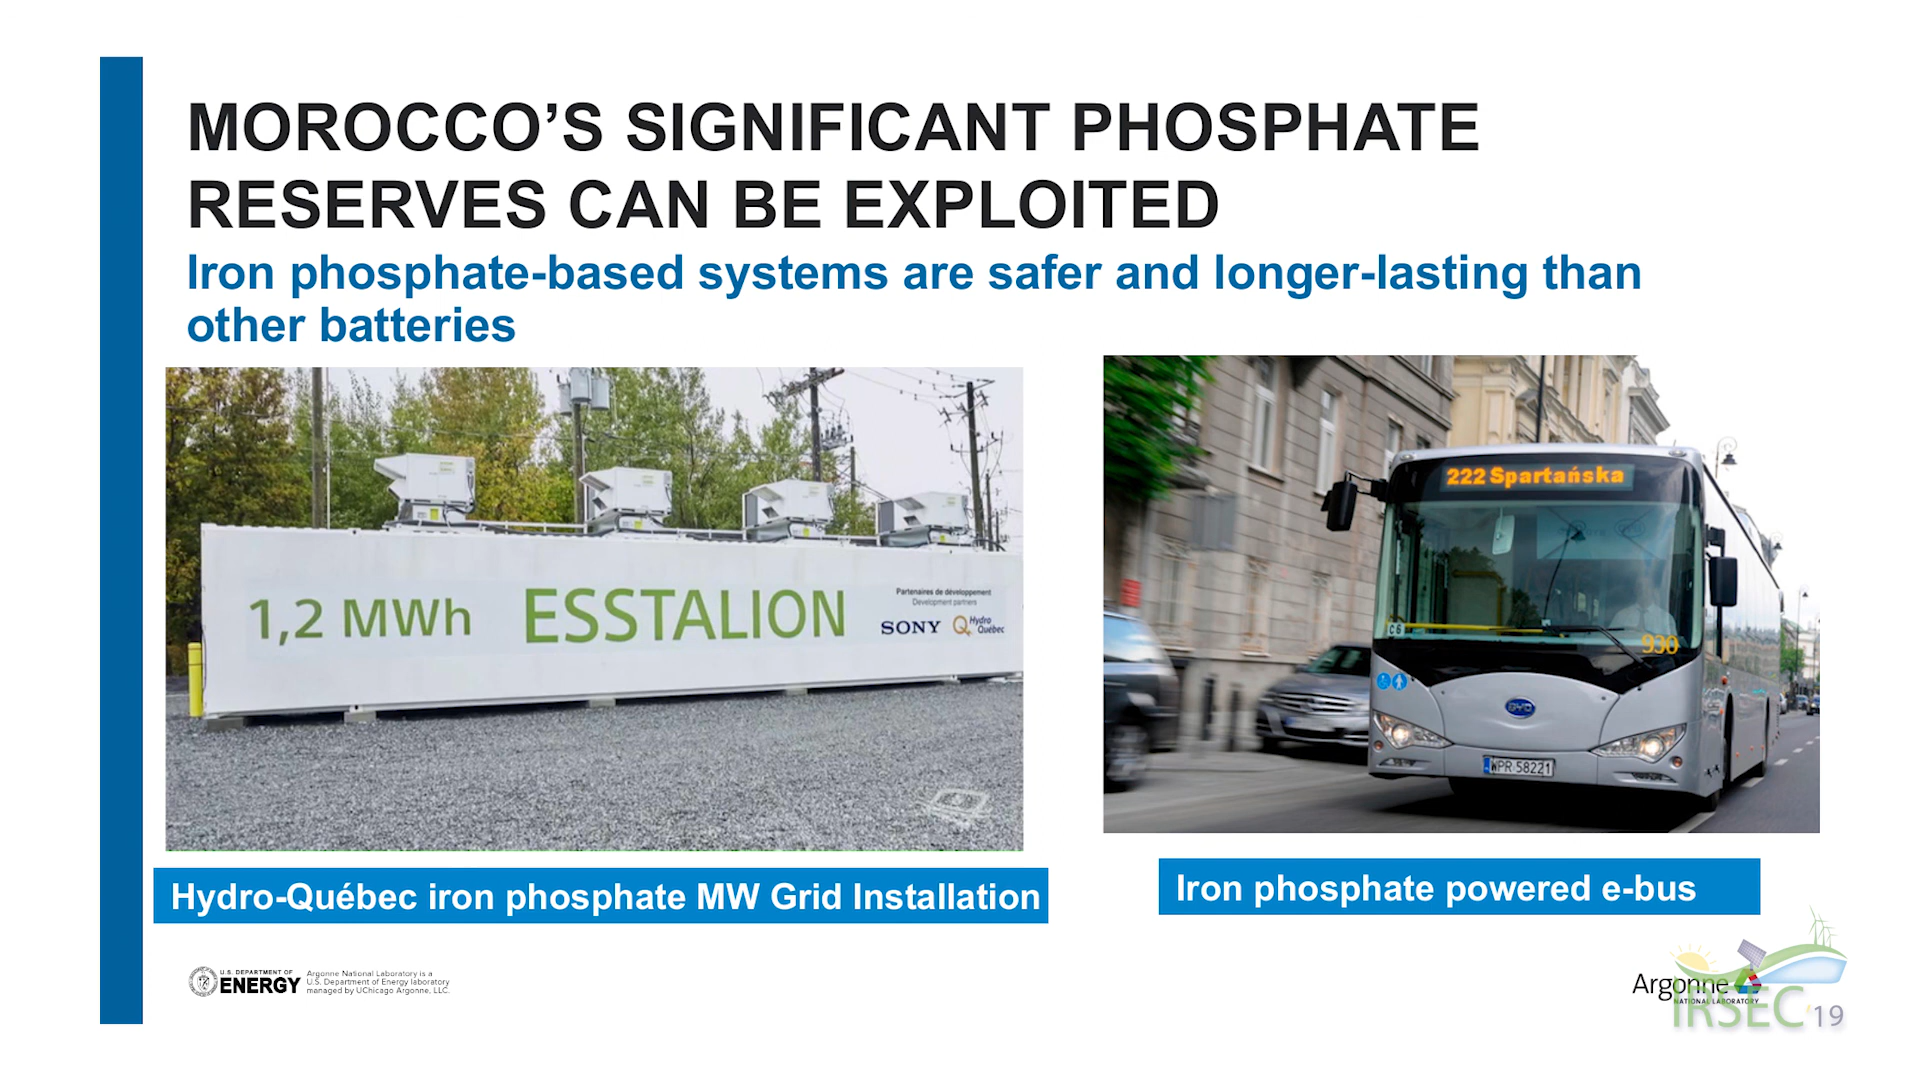 MOROCCO’S SIGNIFICANT PHOSPHATE
RESERVES CAN BE EXPLOITED
Iron phosphate-based systems are safer and longer-lasting than
other batteries
1,2 MWh
ESSTALION
Partenaires de développement
Development partners
SONY
Hydro
Québec
222 Spartańska
C6
930
BYD
WPR 58221
Hydro-Québec iron phosphate MW Grid Installation
Iron phosphate powered e-bus
U.S. DEPARTMENT OF
ENERGY
Argonne National Laboratory is a
U.S. Department of Energy laboratory
managed by UChicago Argonne, LLC.
Argonne
NATIONAL LABORATORY
IRSEC'19